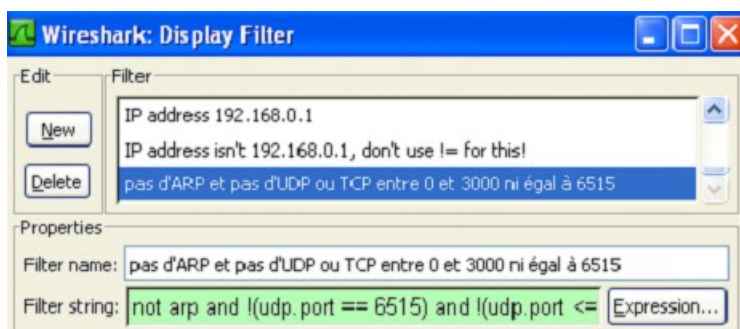 Wireshark: Display Filter
Edit
Filter
New
Delete
IP address 192.168.0.1
IP address isn't 192.168.0.1, don't use != for this!
pas d'ARP et pas d'UDP ou TCP entre 0 et 3000 ni égal à 6515
Properties
Filter name: pas d'ARP et pas d'UDP ou TCP entre 0 et 3000 ni égal à 6515
Filter string: not arp and !(udp.port == 6515) and !(udp.port <= Expression...